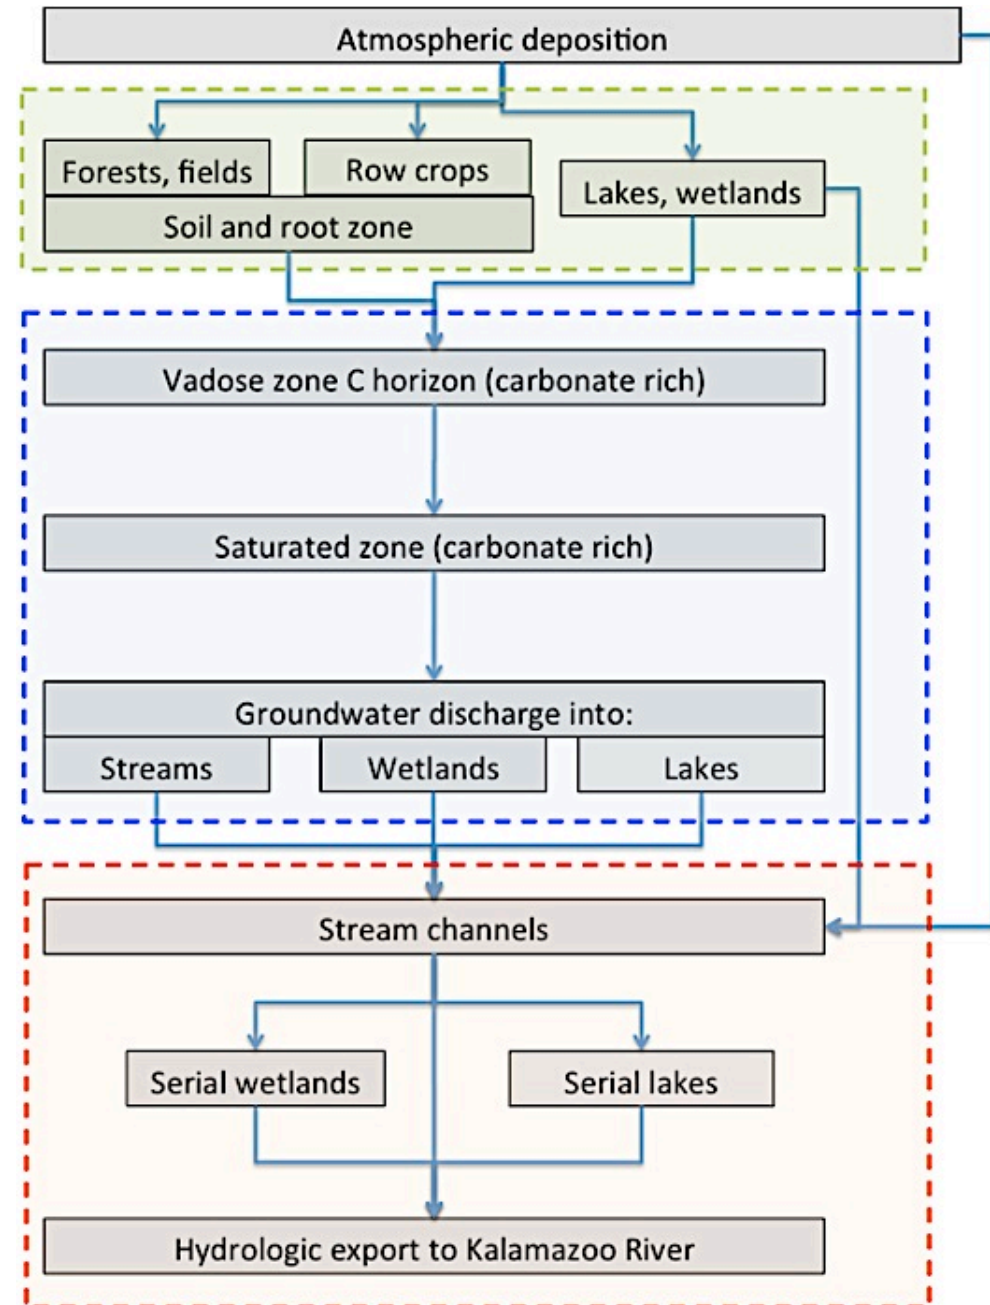 Atmospheric deposition
Forests, fields
Row crops
Lakes, wetlands
Soil and root zone
Vadose zone C horizon (carbonate rich)
Saturated zone (carbonate rich)
Groundwater discharge into:
Streams
Wetlands
Lakes
Stream channels
Serial wetlands
Serial lakes
Hydrologic export to Kalamazoo River